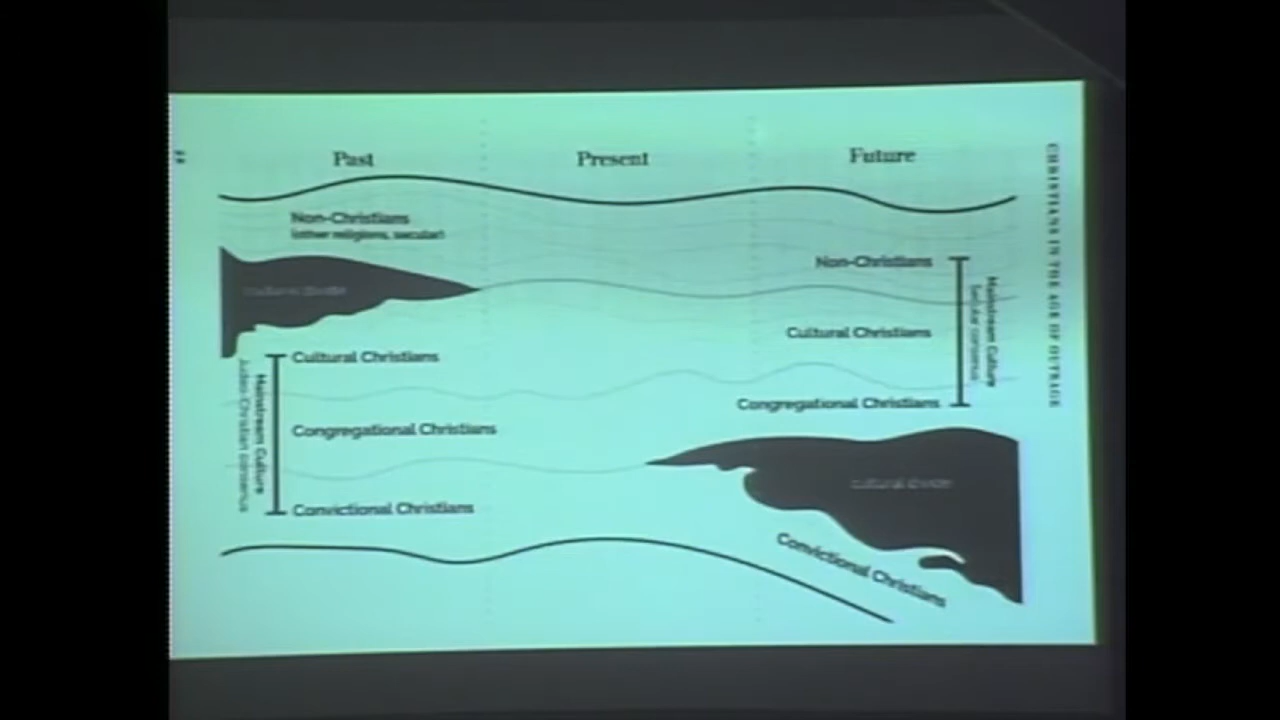 Past
Present
Future
Non-Christians
(other religions, secular)
Cultural Divide
Cultural Christians
Mainstream Culture
Judeo-Christian consensus
Congregational Christians
Convictional Christians
Non-Christians
Cultural Christians
Mainstream Culture
Secular consensus
Congregational Christians
Cultural Divide
Convictional Christians
CHRISTIANS IN THE AGE OF OUTRAGE